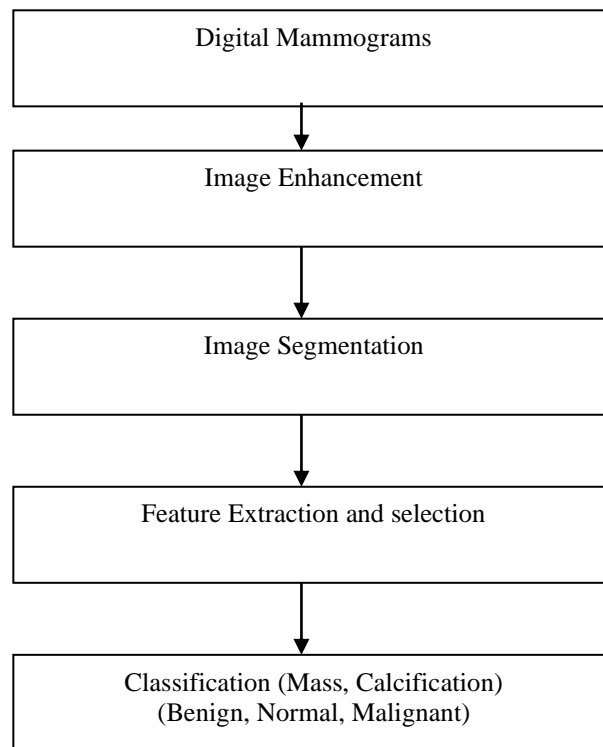 Digital Mammograms
Image Enhancement
Image Segmentation
Feature Extraction and selection
Classification (Mass, Calcification)
(Benign, Normal, Malignant)